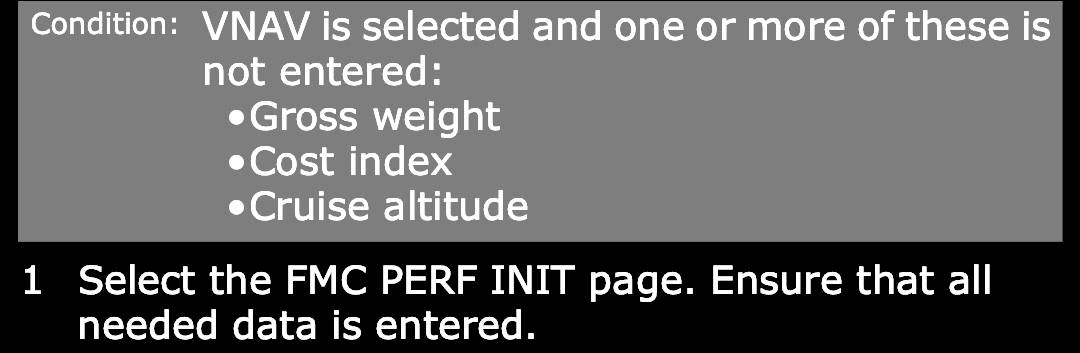 Condition: VNAV is selected and one or more of these is
not entered:
•Gross weight
•Cost index
•Cruise altitude
1 Select the FMC PERF INIT page. Ensure that all
needed data is entered.